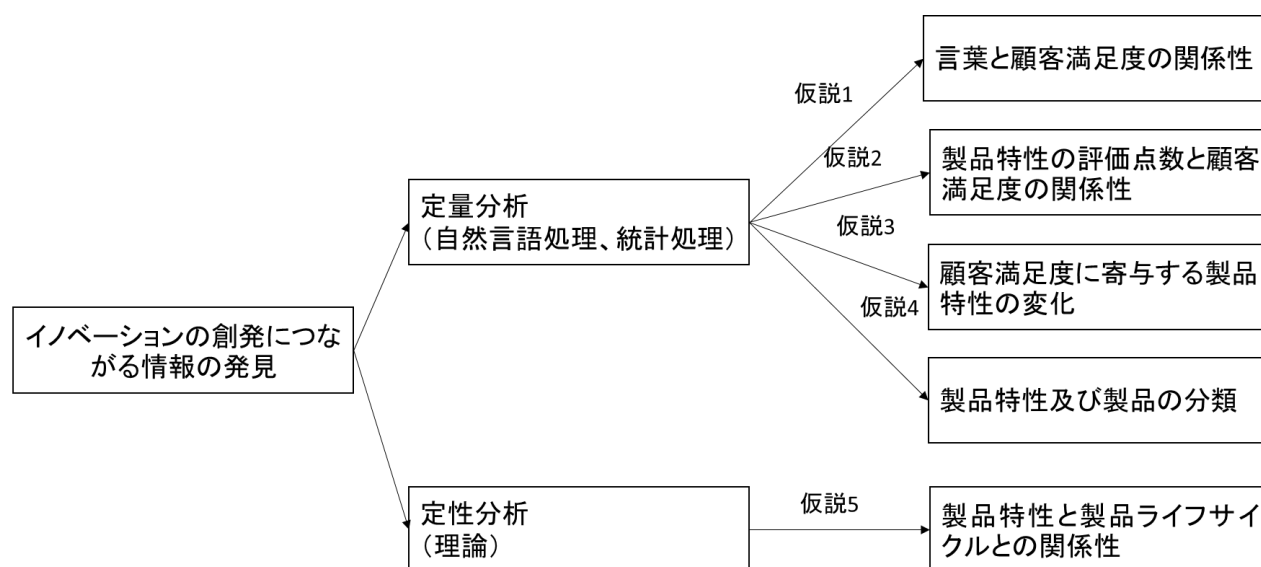 言葉と顧客満足度の関係性
仮説1
製品特性の評価点数と顧客
満足度の関係性
仮説2
定量分析
(自然言語処理、統計処理)
仮説3
顧客満足度に寄与する製品
特性の変化
仮説4
イノベーションの創発につな
がる情報の発見
製品特性及び製品の分類
定性分析
(理論)
仮説5
製品特性と製品ライフサイ
クルとの関係性